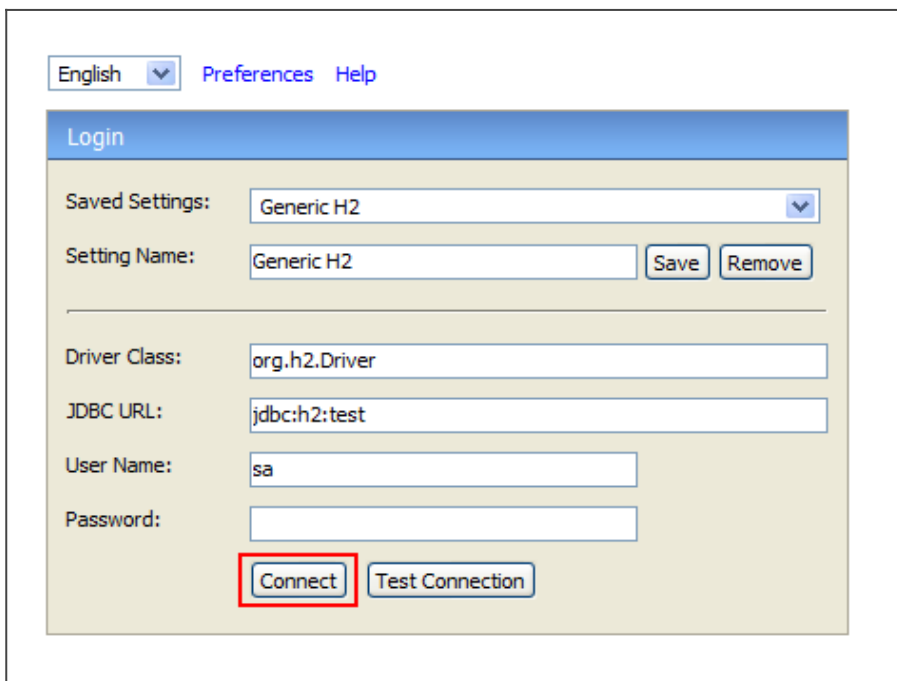 English Preferences Help
Login
Saved Settings: Generic H2
Setting Name: Generic H2 Save Remove
Driver Class: org.h2.Driver
JDBC URL: jdbc:h2:test
User Name: sa
Password:
Connect Test Connection